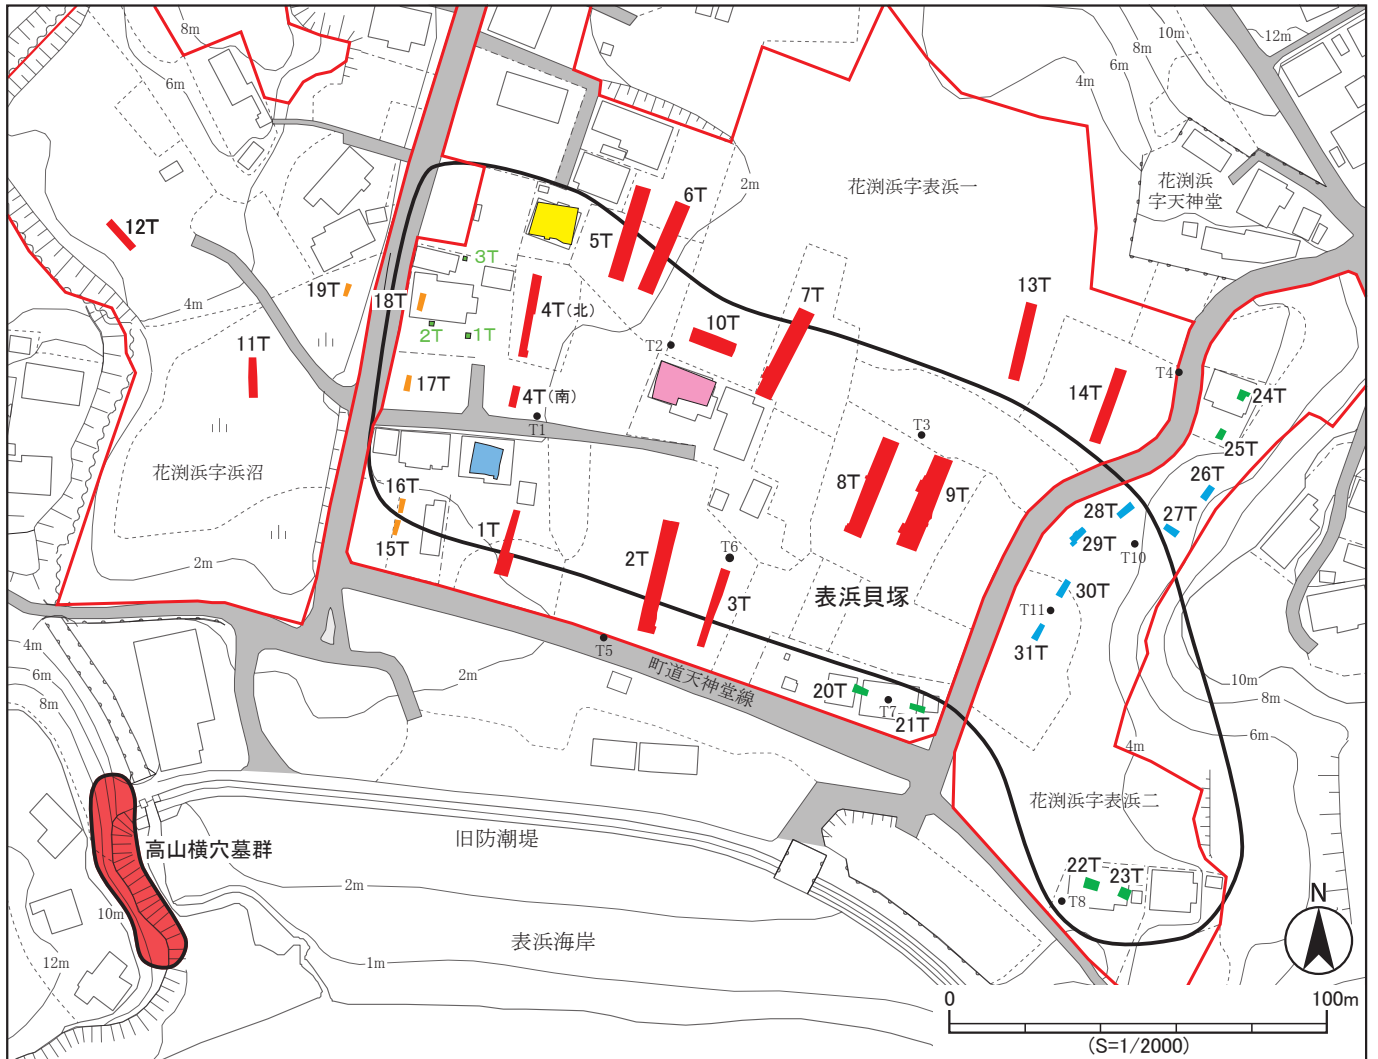 8m
6m
10m
12m
8m
6m
4m
2m
花渕浜字表浜一
花渕浜
字天神堂
12T
6T
5T
3T
19T
18T
4T(北)
2T
1T
4m
7T
13T
10T
T2
11T
17T
4T(南)
T1
14T
T4
24T
T3
25T
花渕浜字浜沼
16T
15T
1T
8T
9T
26T
28T
27T
29T
T10
2T
T6
2m
3T
表浜貝塚
30T
T11
31T
T5
町道天神堂線
4m
6m
8m
2m
20T
T7
21T
10m
8m
6m
4m
花渕浜字表浜二
旧防潮堤
高山横穴墓群
22T
23T
T8
2m
10m
表浜海岸
12m
1m
N
0
100m
(S=1/2000)